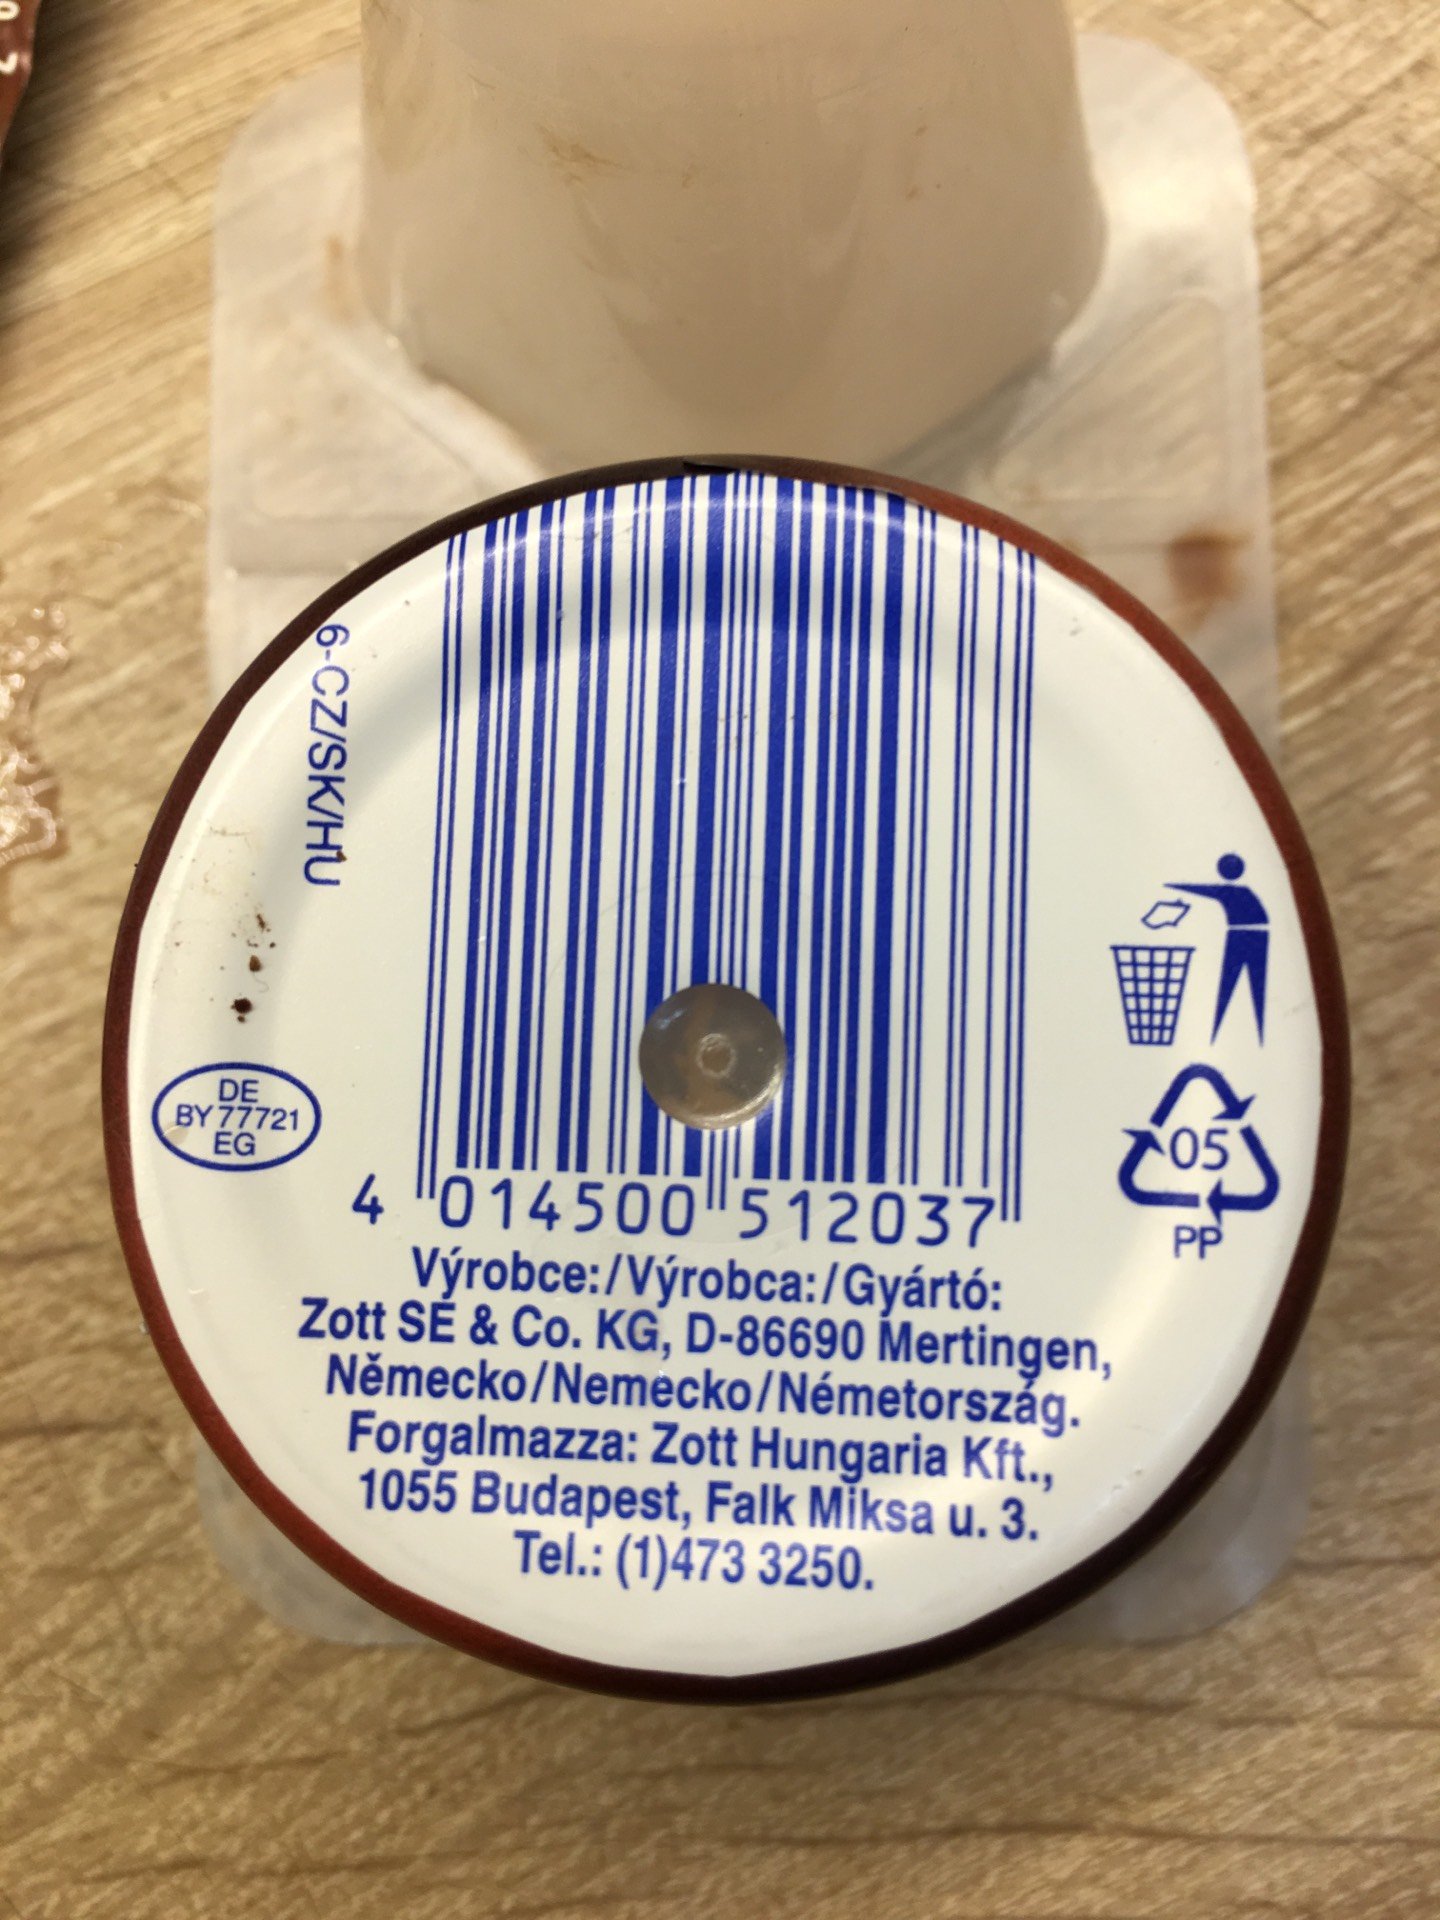 6-CZ/SK/HU
DE
BY 77721
EG
4 014500 512037
05
PP
Výrobce:/Výrobca:/Gyártó:
Zott SE & Co. KG, D-86690 Mertingen,
Německo/Nemecko/Németország.
Forgalmazza: Zott Hungaria Kft.,
1055 Budapest, Falk Miksa u. 3.
Tel.: (1)473 3250.